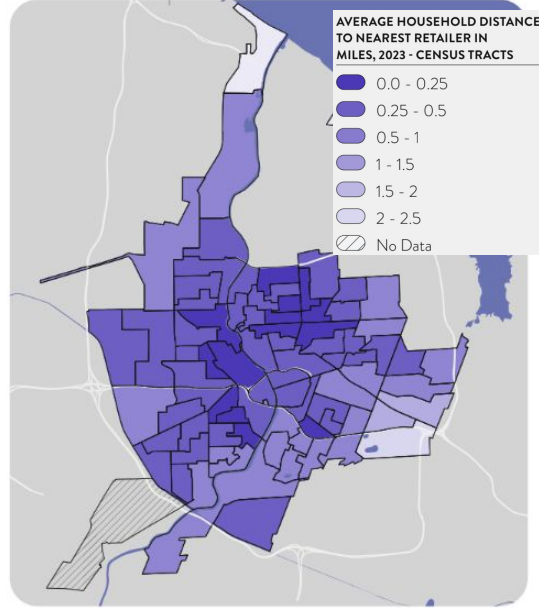 AVERAGE HOUSEHOLD DISTANCE
TO NEAREST RETAILER IN
MILES, 2023 - CENSUS TRACTS
0.0 - 0.25
0.25 - 0.5
0.5 - 1
1 - 1.5
1.5 - 2
2 - 2.5
No Data